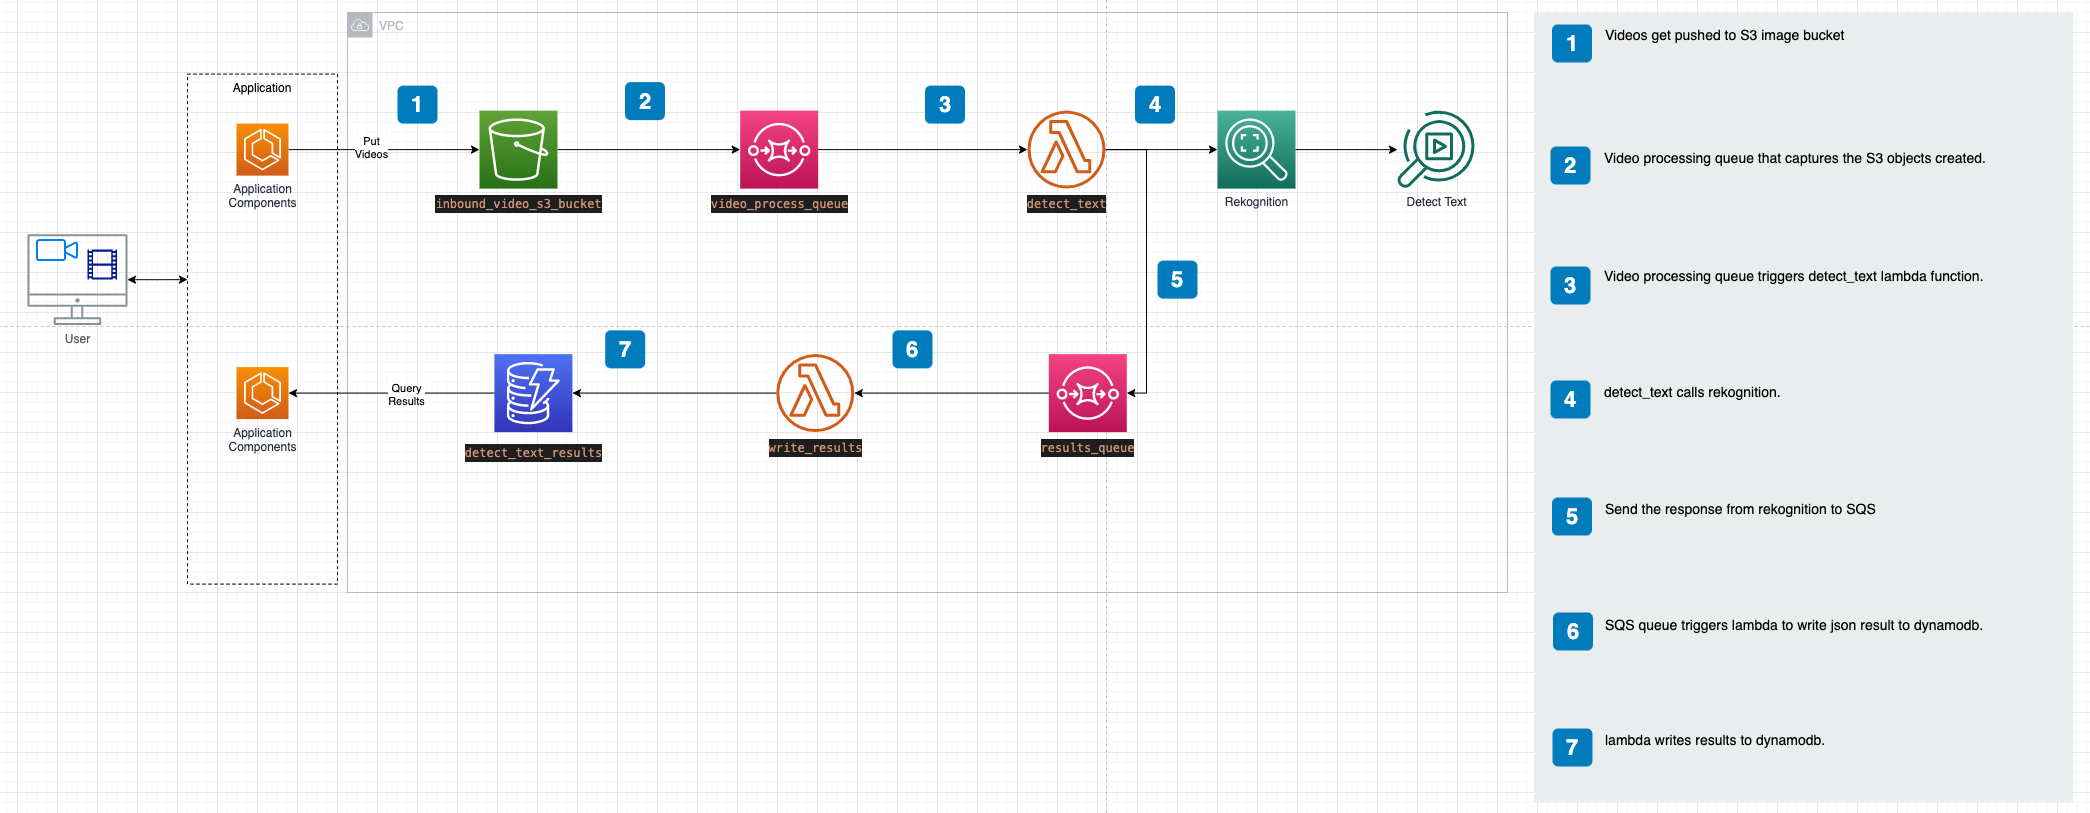 VPC
Application
Application
Components
Put
Videos
1
2
3
4
inbound_video_s3_bucket
video_process_queue
detect_text
Rekognition
Detect Text
User
5
7
6
Application
Components
Query
Results
detect_text_results
write_results
results_queue
1 Videos get pushed to S3 image bucket
2 Video processing queue that captures the S3 objects created.
3 Video processing queue triggers detect_text lambda function.
4 detect_text calls rekognition.
5 Send the response from rekognition to SQS
6 SQS queue triggers lambda to write json result to dynamodb.
7 lambda writes results to dynamodb.